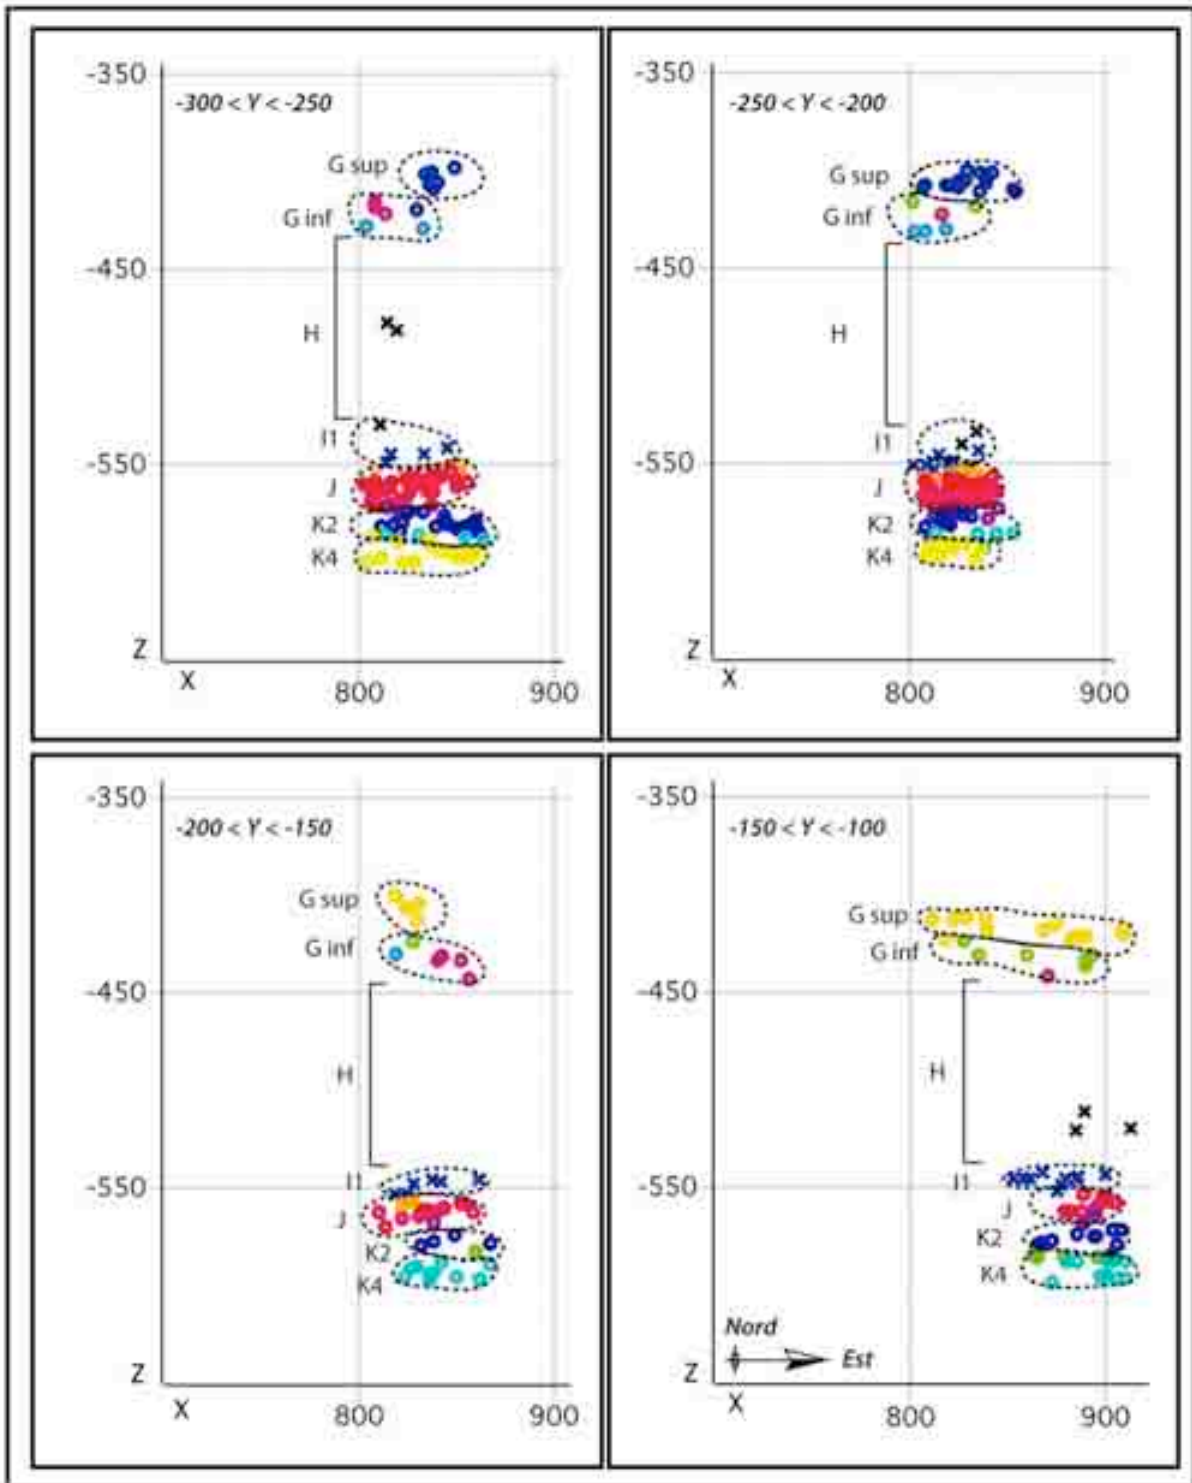 -350
-300 < Y < -250
G sup
G inf
-450
H
I1
-550
J
K2
K4
Z
X
800
900
-350
-250 < Y < -200
G sup
G inf
-450
H
I1
-550
J
K2
K4
Z
X
800
900
-350
-200 < Y < -150
G sup
G inf
-450
H
I1
-550
J
K2
K4
Z
X
800
900
-350
-150 < Y < -100
G sup
G inf
-450
H
I1
-550
J
K2
K4
Nord
Est
Z
X
800
900